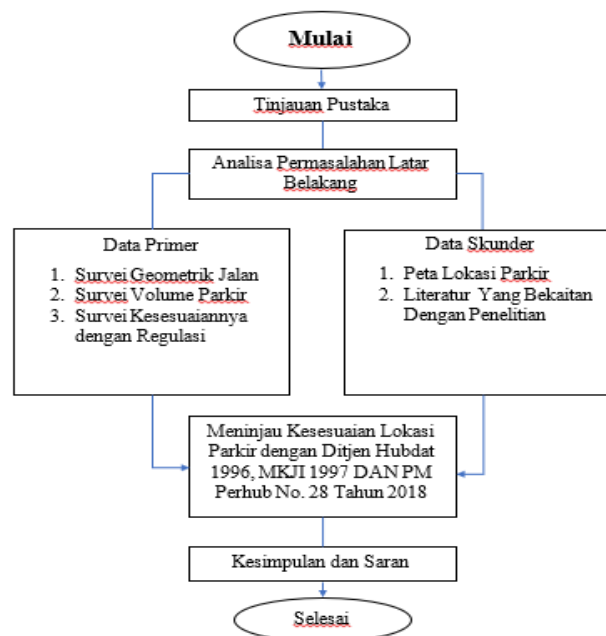 Mulai
Tinjauan Pustaka
Analisa Permasalahan Latar
Belakang
Data Primer
1. Survei Geometrik Jalan
2. Survei Volume Parkir
3. Survei Kesesuaiannya
dengan Regulasi
Data Skunder
1. Peta Lokasi Parkir
2. Literatur Yang Bekaitan
Dengan Penelitian
Meninjau Kesesuaian Lokasi
Parkir dengan Ditjen Hubdat
1996, MKJI 1997 DAN PM
Perhub No. 28 Tahun 2018
Kesimpulan dan Saran
Selesai